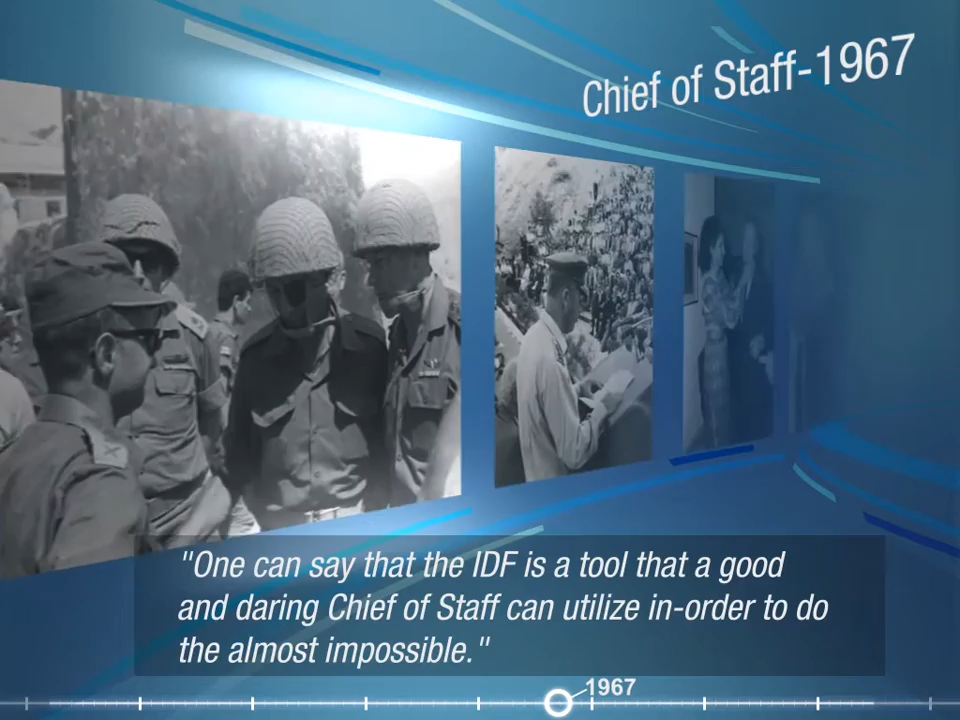 Chief of Staff-1967
"One can say that the IDF is a tool that a good
and daring Chief of Staff can utilize in-order to do
the almost impossible."
1967